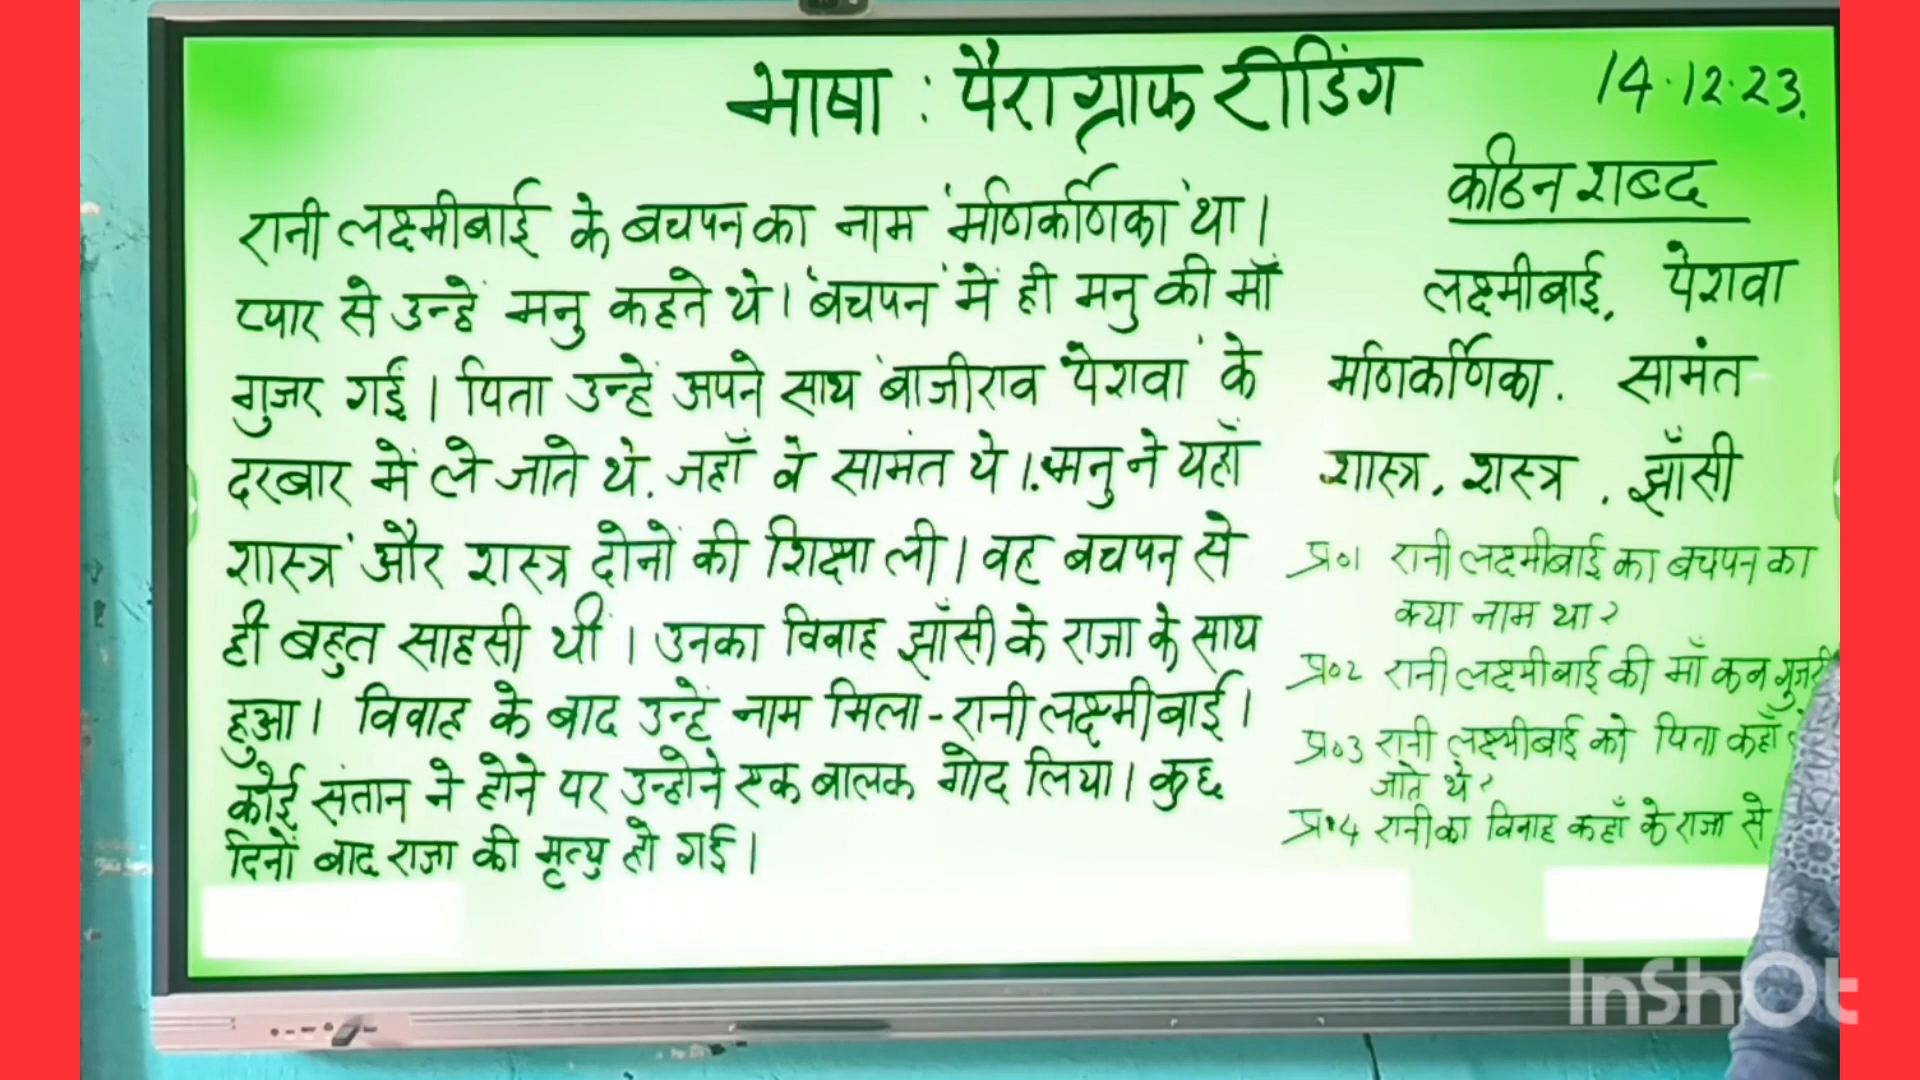 भाषा : पैराग्राफ रीडिंग
14.12.23.
रानी लक्ष्मीबाई के बचपन का नाम 'मणिकर्णिका' था।
प्यार से उन्हें मनु कहते थे। 'बचपन' में ही मनु की माँ
गुजर गईं। पिता उन्हें अपने साथ 'बाजीराव पेशवा' के
दरबार में ले जाते थे, जहाँ वे सामंत थे। मनु ने यहाँ
शास्त्र और शस्त्र दोनों की शिक्षा ली। वह बचपन से
ही बहुत साहसी थीं। उनका विवाह झाँसी के राजा के साथ
हुआ। विवाह के बाद उन्हें नाम मिला - रानी लक्ष्मीबाई।
कोई संतान ने होने पर उन्होंने एक बालक गोद लिया। कुछ
दिनों बाद राजा की मृत्यु हो गई।
कठिन शब्द
लक्ष्मीबाई, पेशवा
मणिकर्णिका. सामंत
शास्त्र, शस्त्र, झाँसी
प्र०1 रानी लक्ष्मीबाई का बचपन का
क्या नाम था?
प्र०2 रानी लक्ष्मीबाई की माँ कब गुजरी
प्र०3 रानी लक्ष्मीबाई को पिता कहाँ
जाते थे?
प्र०4 रानी का विवाह कहाँ के राजा से
InShOt